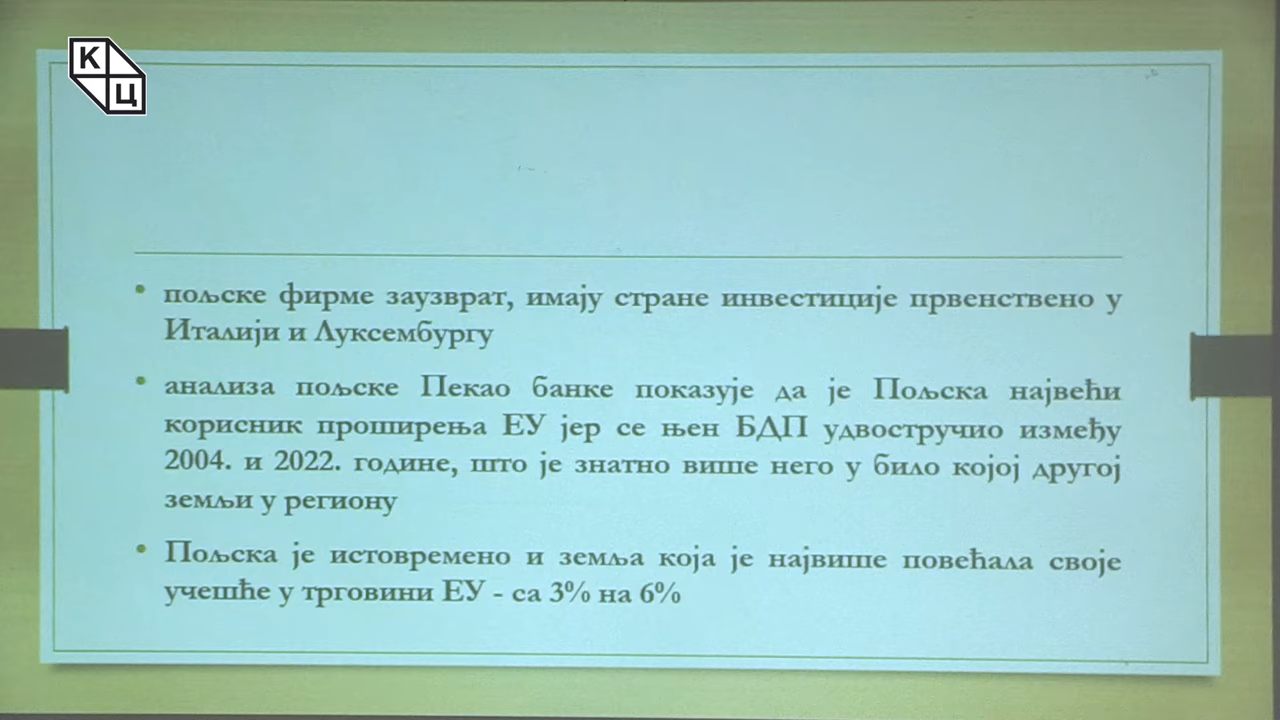 К
Ц
пољске фирме заузврат, имају стране инвестиције првенствено у
Италији и Луксембургу
анализа пољске Пекао банке показује да је Пољска највећи
корисник проширења ЕУ јер се њен БДП удвостручио између
2004. и 2022. године, што је знатно више него у било којој другој
земљи у региону
Пољска је истовремено и земља која је највише повећала своје
учешће у трговини ЕУ - са 3% на 6%